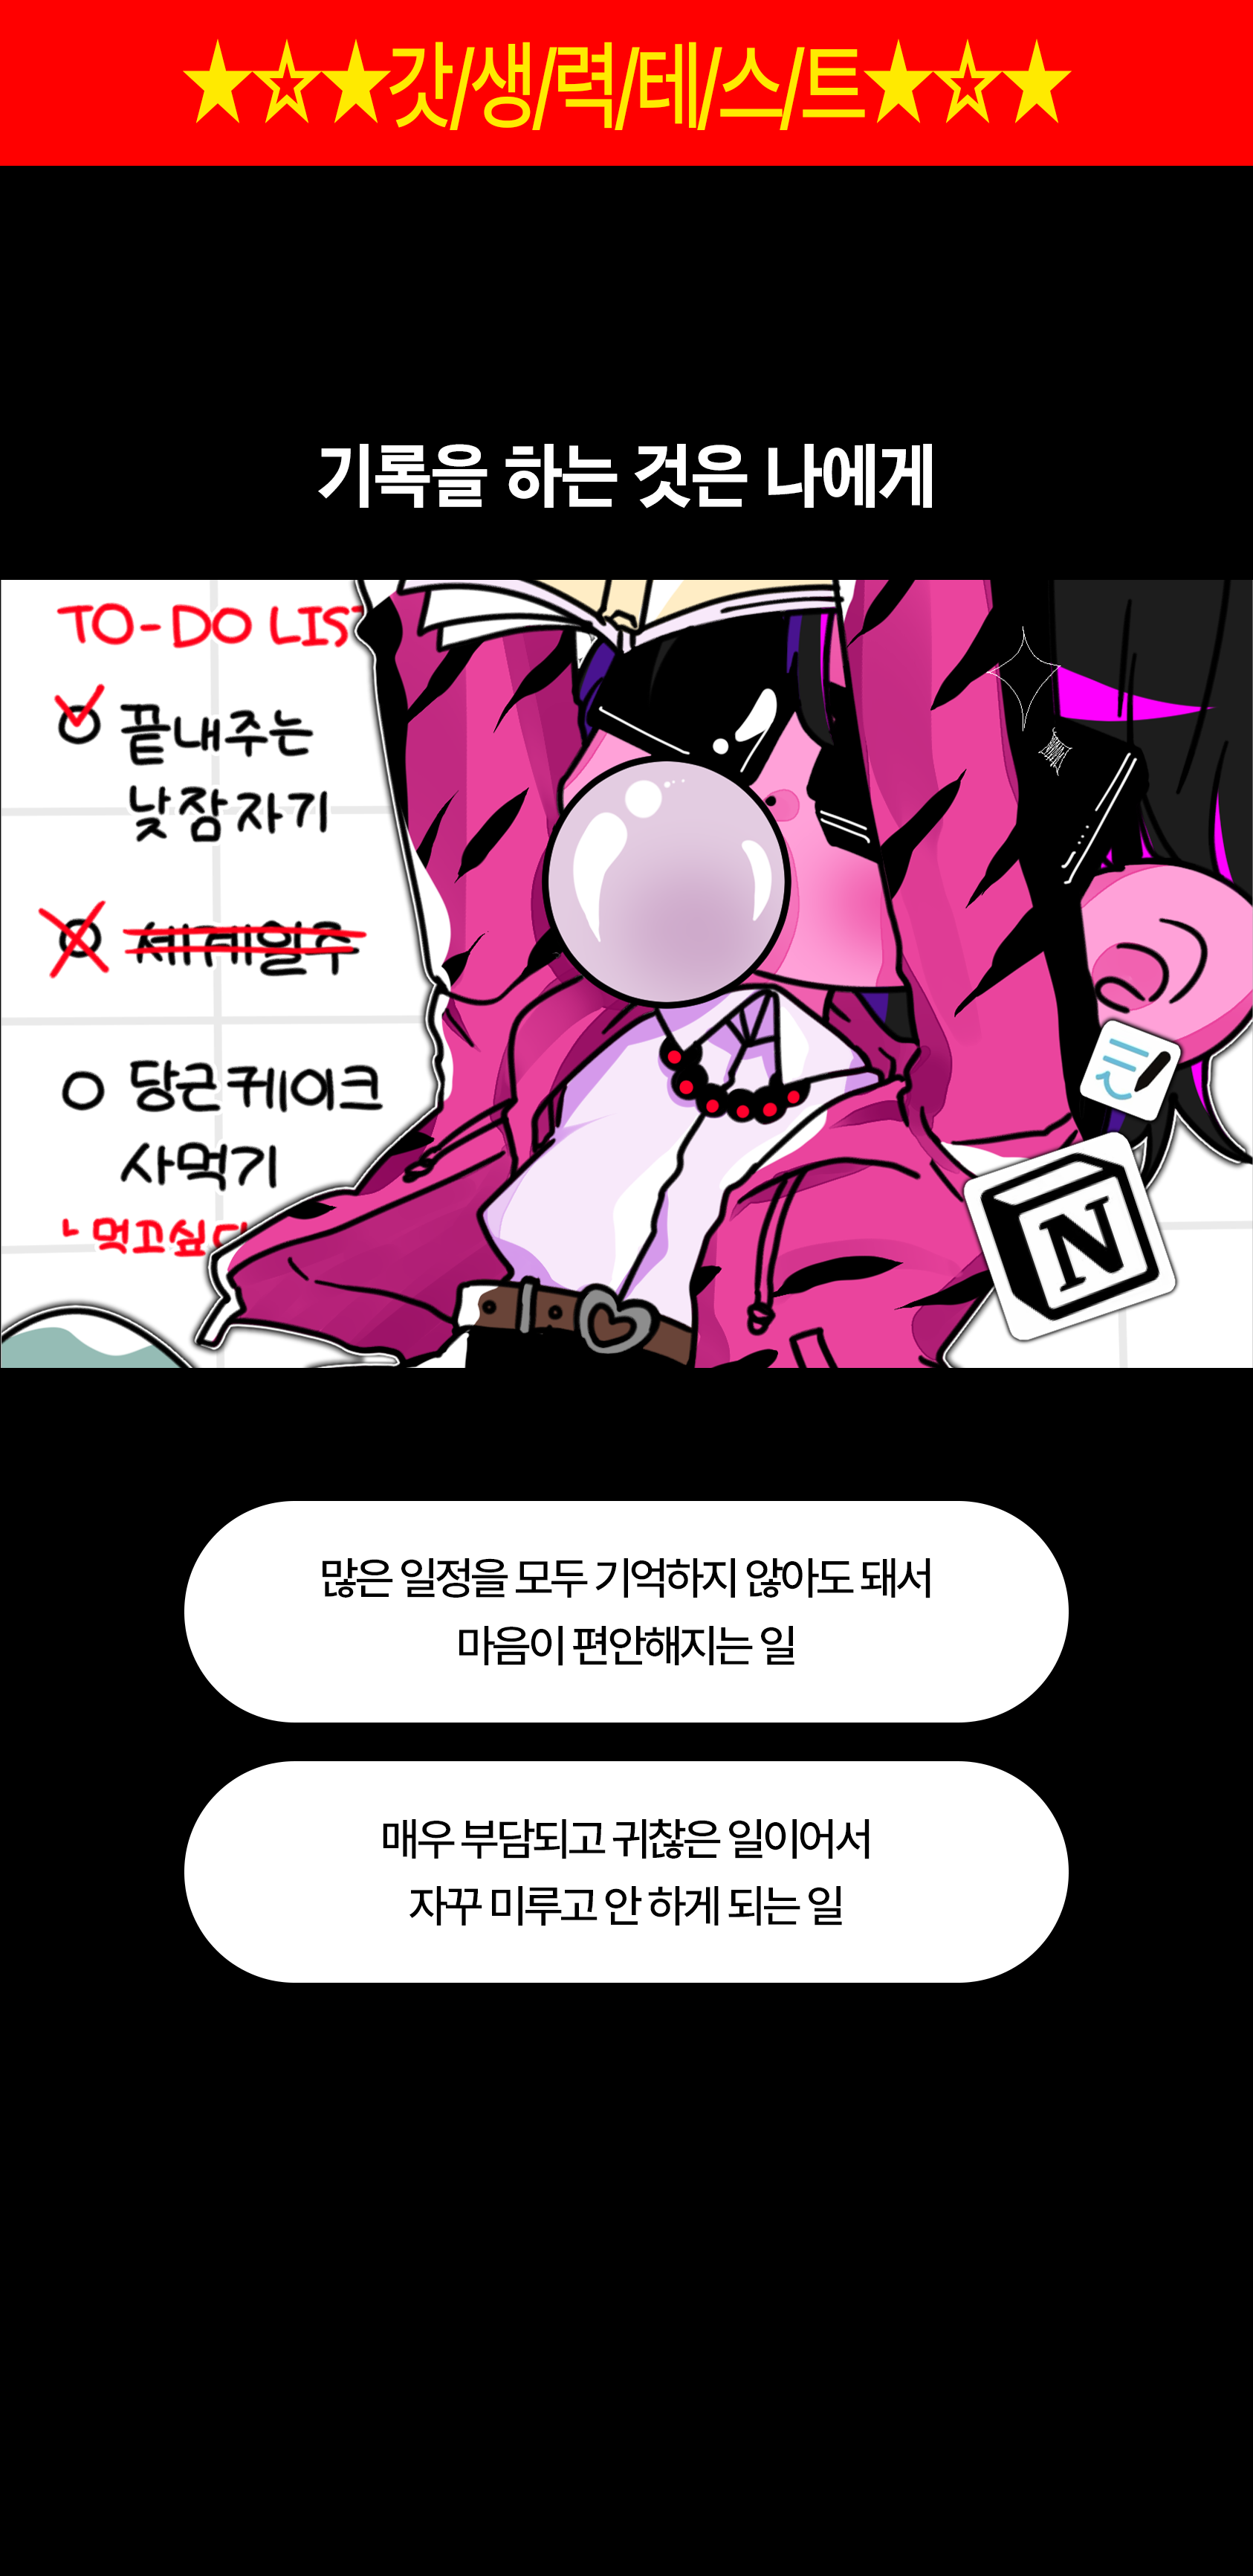 ★☆★갓/생/력/테/스/트★☆★
기록을 하는 것은 나에게
TO-DO LIST
끝내주는
낮잠자기
세계일주
당근케이크
사먹기
먹고싶다
N
많은 일정을 모두 기억하지 않아도 돼서
마음이 편안해지는 일
매우 부담되고 귀찮은 일이어서
자꾸 미루고 안 하게 되는 일